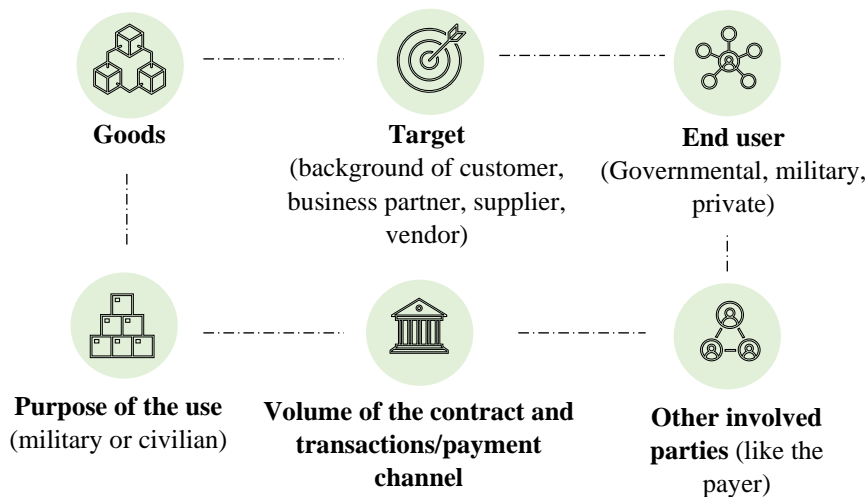 Goods
Target
(background of customer,
business partner, supplier,
vendor)
End user
(Governmental, military,
private)
Purpose of the use
(military or civilian)
Volume of the contract and
transactions/payment
channel
Other involved
parties (like the
payer)